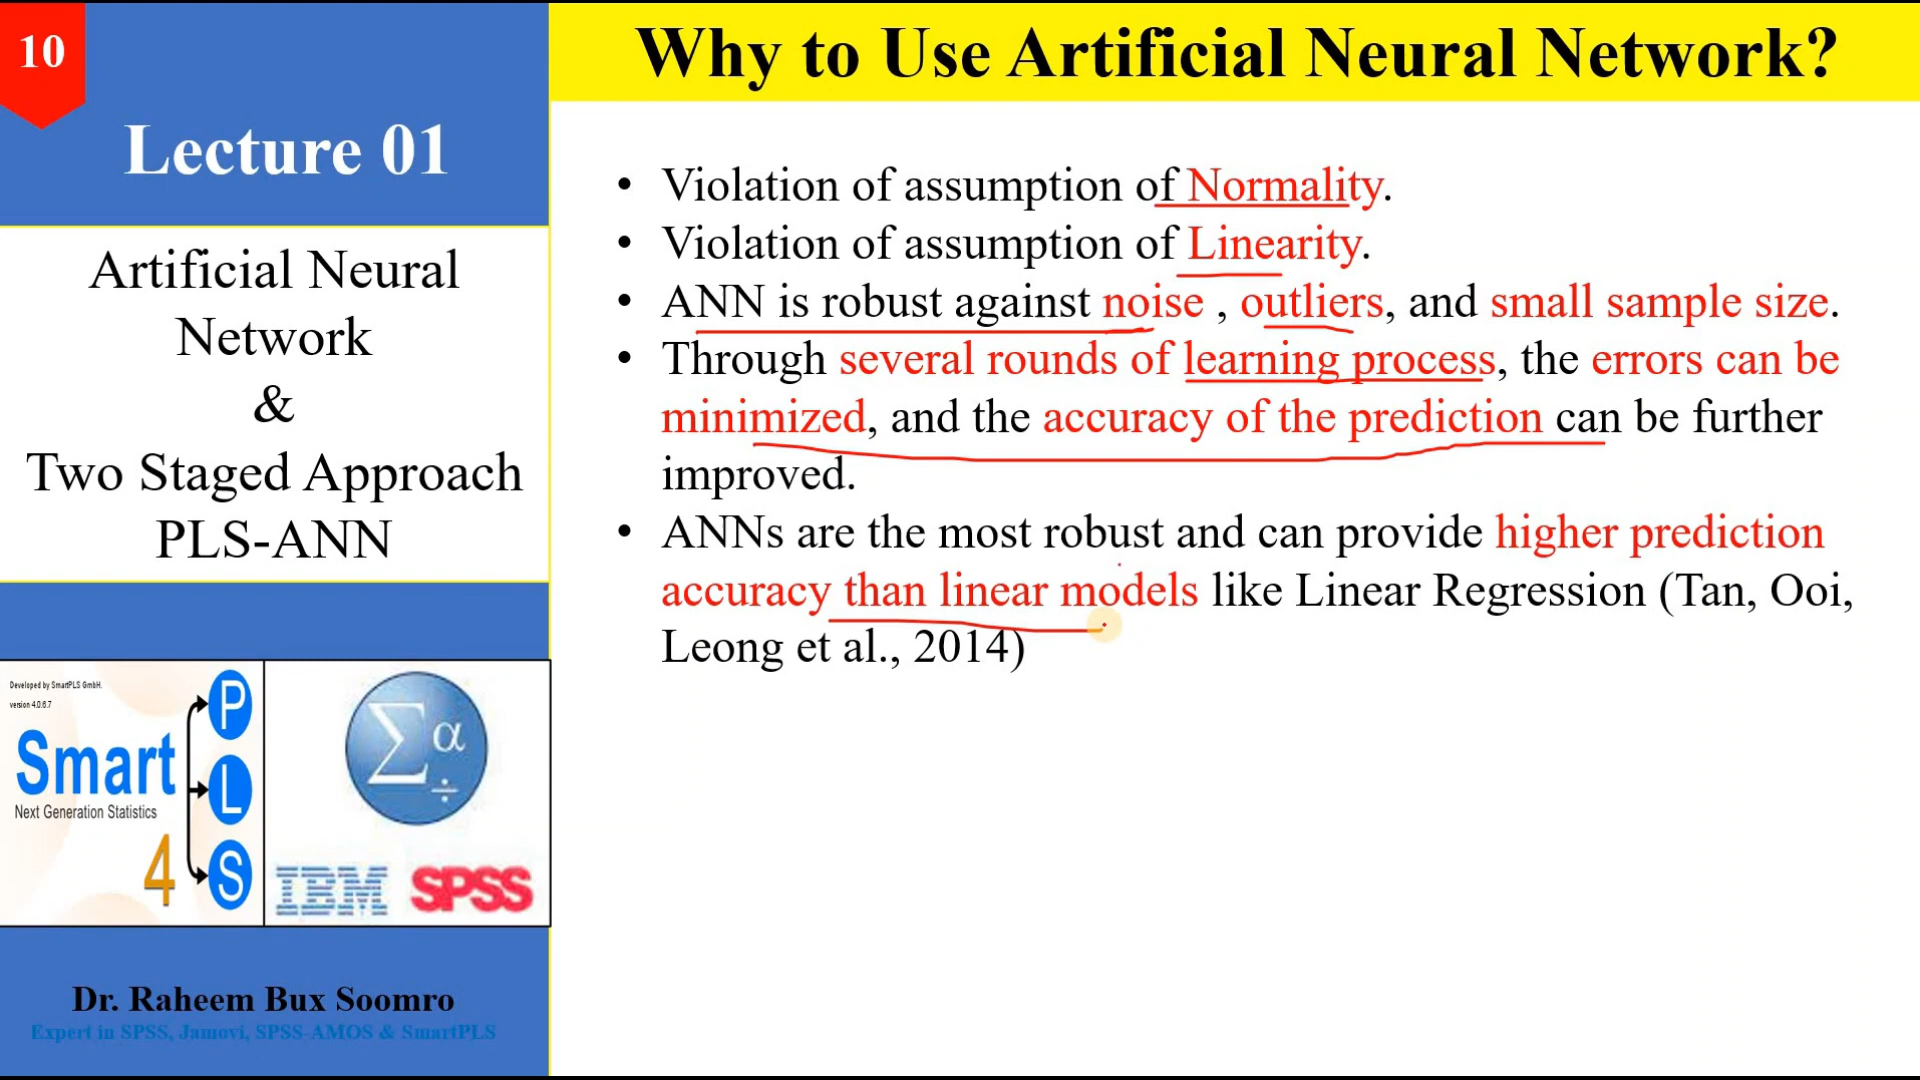 10
Lecture 01
Artificial Neural
Network
&
Two Staged Approach
PLS-ANN
Developed by SmartPLS GmbH.
version 4.0.6.7
Smart
Next Generation Statistics
4
P
L
S
Σ α ÷
IBM SPSS
Dr. Raheem Bux Soomro
Expert in SPSS, Jamovi, SPSS-AMOS & SmartPLS
Why to Use Artificial Neural Network?
• Violation of assumption of Normality.
• Violation of assumption of Linearity.
• ANN is robust against noise , outliers, and small sample size.
• Through several rounds of learning process, the errors can be
minimized, and the accuracy of the prediction can be further
improved.
• ANNs are the most robust and can provide higher prediction
accuracy than linear models like Linear Regression (Tan, Ooi,
Leong et al., 2014)